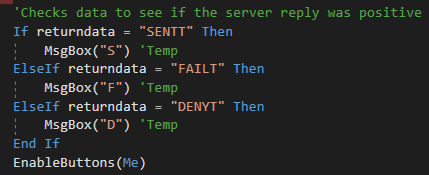 'Checks data to see if the server reply was positive
If returndata = "SENTT" Then
MsgBox("S") 'Temp
ElseIf returndata = "FAILT" Then
MsgBox("F") 'Temp
ElseIf returndata = "DENYT" Then
MsgBox("D") 'Temp
End If
EnableButtons(Me)